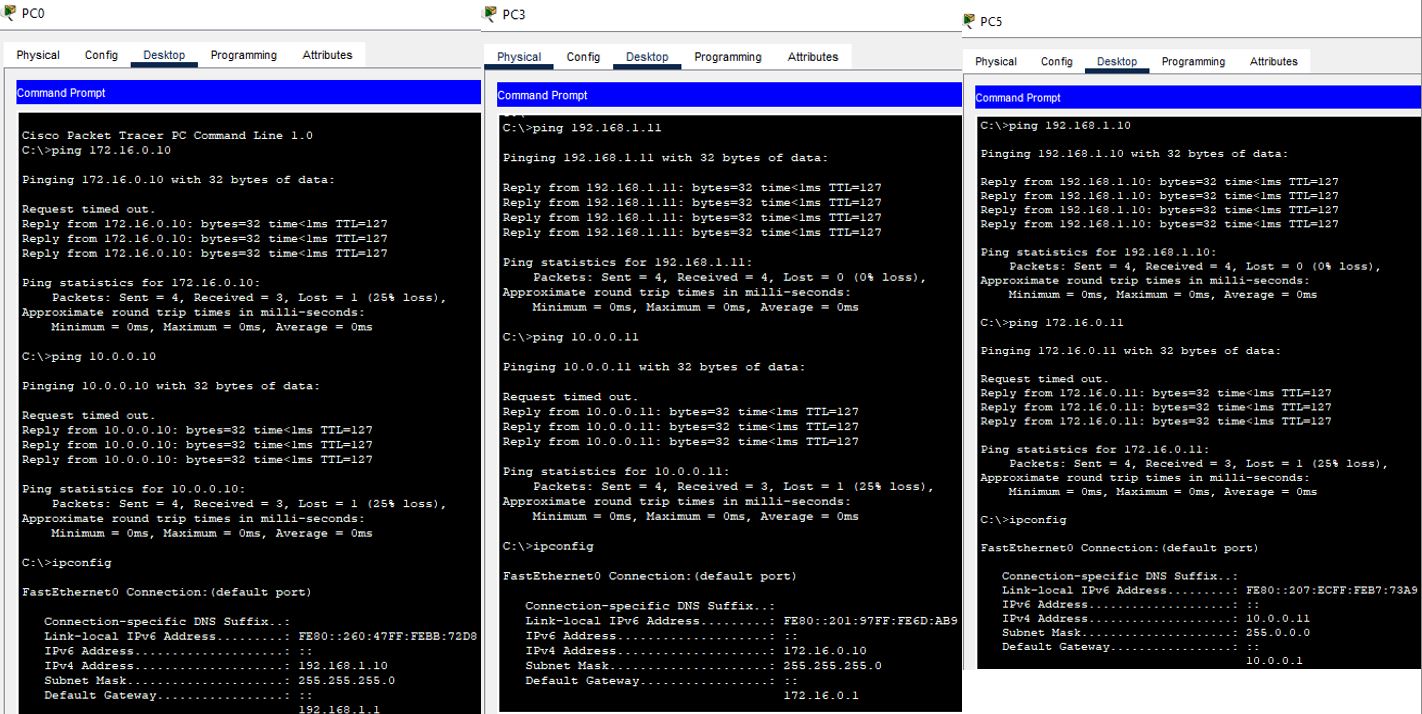 PC0
Physical Config Desktop Programming Attributes
Command Prompt
Cisco Packet Tracer PC Command Line 1.0
C:\>ping 172.16.0.10
Pinging 172.16.0.10 with 32 bytes of data:
Request timed out.
Reply from 172.16.0.10: bytes=32 time<1ms TTL=127
Reply from 172.16.0.10: bytes=32 time<1ms TTL=127
Reply from 172.16.0.10: bytes=32 time<1ms TTL=127
Ping statistics for 172.16.0.10:
Packets: Sent = 4, Received = 3, Lost = 1 (25% loss),
Approximate round trip times in milli-seconds:
Minimum = 0ms, Maximum = 0ms, Average = 0ms
C:\>ping 10.0.0.10
Pinging 10.0.0.10 with 32 bytes of data:
Request timed out.
Reply from 10.0.0.10: bytes=32 time<1ms TTL=127
Reply from 10.0.0.10: bytes=32 time<1ms TTL=127
Reply from 10.0.0.10: bytes=32 time<1ms TTL=127
Ping statistics for 10.0.0.10:
Packets: Sent = 4, Received = 3, Lost = 1 (25% loss),
Approximate round trip times in milli-seconds:
Minimum = 0ms, Maximum = 0ms, Average = 0ms
C:\>ipconfig
FastEthernet0 Connection:(default port)
Connection-specific DNS Suffix..:
Link-local IPv6 Address.........: FE80::260:47FF:FEBB:72D8
IPv6 Address....................: ::
IPv4 Address....................: 192.168.1.10
Subnet Mask.....................: 255.255.255.0
Default Gateway.................: ::
192.168.1.1
PC3
Physical Config Desktop Programming Attributes
Command Prompt
C:\>ping 192.168.1.11
Pinging 192.168.1.11 with 32 bytes of data:
Reply from 192.168.1.11: bytes=32 time<1ms TTL=127
Reply from 192.168.1.11: bytes=32 time<1ms TTL=127
Reply from 192.168.1.11: bytes=32 time<1ms TTL=127
Reply from 192.168.1.11: bytes=32 time<1ms TTL=127
Ping statistics for 192.168.1.11:
Packets: Sent = 4, Received = 4, Lost = 0 (0% loss),
Approximate round trip times in milli-seconds:
Minimum = 0ms, Maximum = 0ms, Average = 0ms
C:\>ping 10.0.0.11
Pinging 10.0.0.11 with 32 bytes of data:
Request timed out.
Reply from 10.0.0.11: bytes=32 time<1ms TTL=127
Reply from 10.0.0.11: bytes=32 time<1ms TTL=127
Reply from 10.0.0.11: bytes=32 time<1ms TTL=127
Ping statistics for 10.0.0.11:
Packets: Sent = 4, Received = 3, Lost = 1 (25% loss),
Approximate round trip times in milli-seconds:
Minimum = 0ms, Maximum = 0ms, Average = 0ms
C:\>ipconfig
FastEthernet0 Connection:(default port)
Connection-specific DNS Suffix..:
Link-local IPv6 Address.........: FE80::201:97FF:FE6D:AB9
IPv6 Address....................: ::
IPv4 Address....................: 172.16.0.10
Subnet Mask.....................: 255.255.255.0
Default Gateway.................: ::
172.16.0.1
PC5
Physical Config Desktop Programming Attributes
Command Prompt
C:\>ping 192.168.1.10
Pinging 192.168.1.10 with 32 bytes of data:
Reply from 192.168.1.10: bytes=32 time<1ms TTL=127
Reply from 192.168.1.10: bytes=32 time<1ms TTL=127
Reply from 192.168.1.10: bytes=32 time<1ms TTL=127
Reply from 192.168.1.10: bytes=32 time<1ms TTL=127
Ping statistics for 192.168.1.10:
Packets: Sent = 4, Received = 4, Lost = 0 (0% loss),
Approximate round trip times in milli-seconds:
Minimum = 0ms, Maximum = 0ms, Average = 0ms
C:\>ping 172.16.0.11
Pinging 172.16.0.11 with 32 bytes of data:
Request timed out.
Reply from 172.16.0.11: bytes=32 time<1ms TTL=127
Reply from 172.16.0.11: bytes=32 time<1ms TTL=127
Reply from 172.16.0.11: bytes=32 time<1ms TTL=127
Ping statistics for 172.16.0.11:
Packets: Sent = 4, Received = 3, Lost = 1 (25% loss),
Approximate round trip times in milli-seconds:
Minimum = 0ms, Maximum = 0ms, Average = 0ms
C:\>ipconfig
FastEthernet0 Connection:(default port)
Connection-specific DNS Suffix..:
Link-local IPv6 Address.........: FE80::207:ECFF:FEB7:73A9
IPv6 Address....................: ::
IPv4 Address....................: 10.0.0.11
Subnet Mask.....................: 255.0.0.0
Default Gateway.................: ::
10.0.0.1